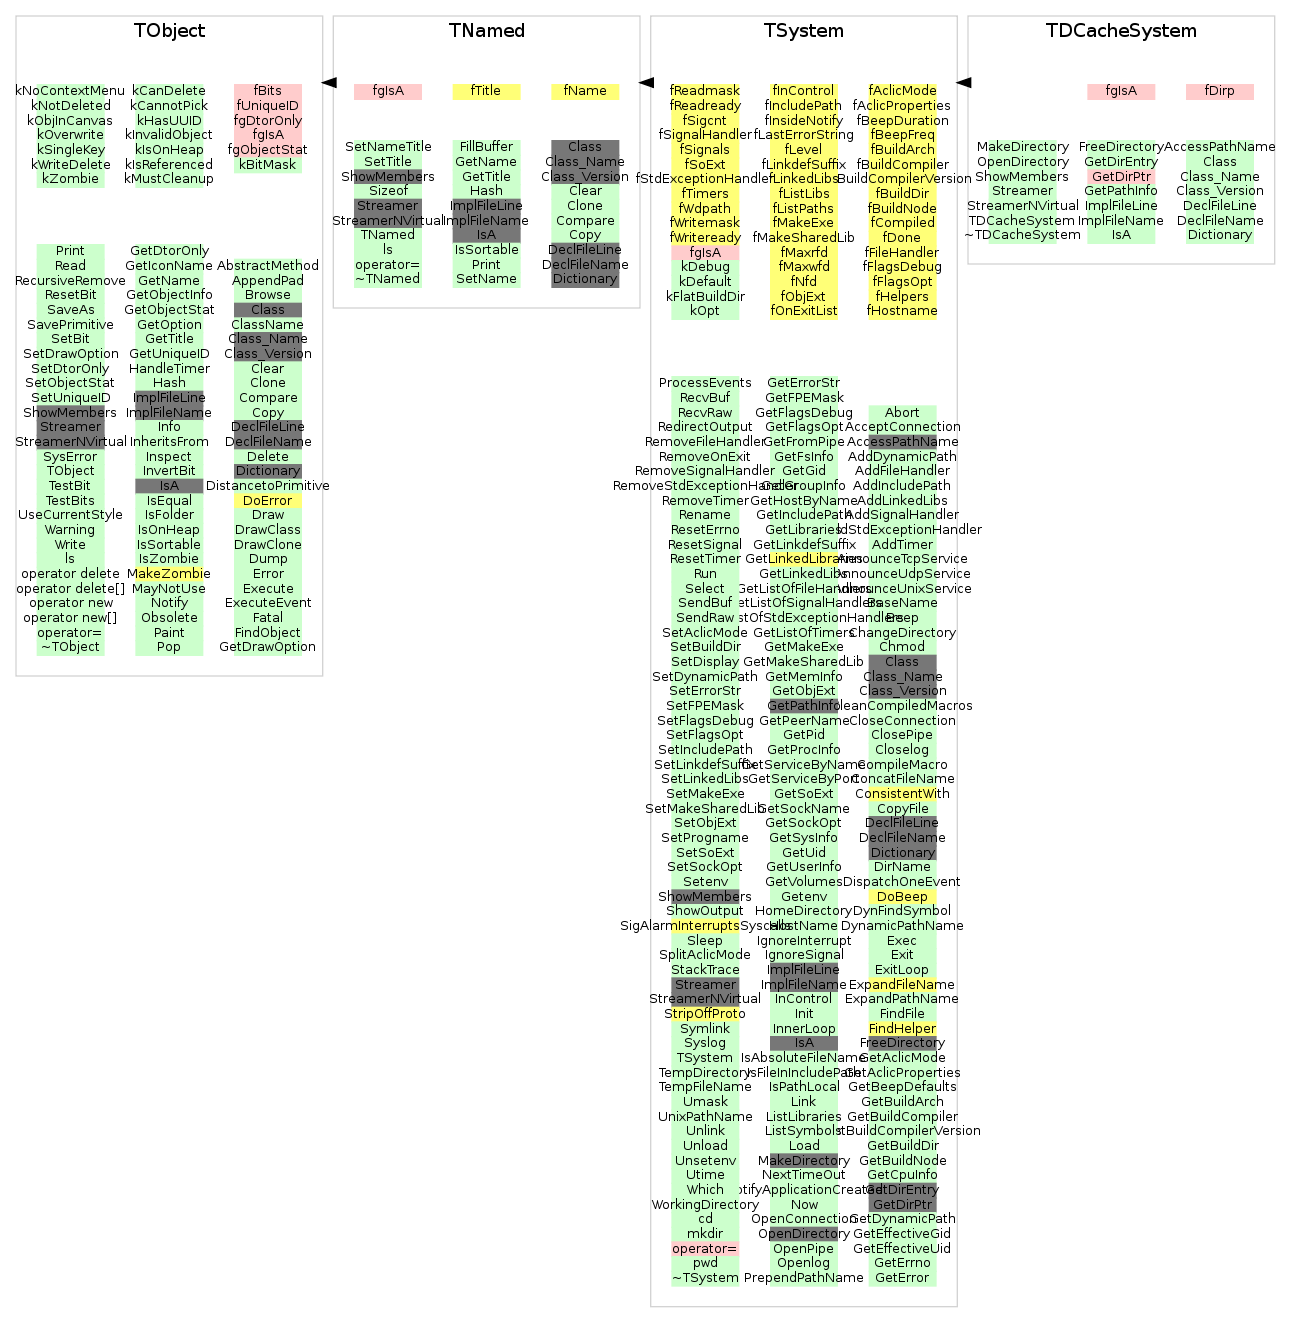 TObject
kNoContextMenu
kNotDeleted
kObjInCanvas
kOverwrite
kSingleKey
kWriteDelete
kZombie
kCanDelete
kCannotPick
kHasUUID
kInvalidObject
kIsOnHeap
kIsReferenced
kMustCleanup
fBits
fUniqueID
fgDtorOnly
fgIsA
fgObjectStat
kBitMask
Print
Read
RecursiveRemove
ResetBit
SaveAs
SavePrimitive
SetBit
SetDrawOption
SetDtorOnly
SetObjectStat
SetUniqueID
ShowMembers
Streamer
StreamerNVirtual
SysError
TObject
TestBit
TestBits
UseCurrentStyle
Warning
Write
ls
operator delete
operator delete[]
operator new
operator new[]
operator=
~TObject
GetDtorOnly
GetIconName
GetName
GetObjectInfo
GetObjectStat
GetOption
GetTitle
GetUniqueID
HandleTimer
Hash
ImplFileLine
ImplFileName
Info
InheritsFrom
Inspect
InvertBit
IsA
IsEqual
IsFolder
IsOnHeap
IsSortable
IsZombie
MakeZombie
MayNotUse
Notify
Obsolete
Paint
Pop
AbstractMethod
AppendPad
Browse
Class
ClassName
Class_Name
Class_Version
Clear
Clone
Compare
Copy
DeclFileLine
DeclFileName
Delete
Dictionary
DistancetoPrimitive
DoError
Draw
DrawClass
DrawClone
Dump
Error
Execute
ExecuteEvent
Fatal
FindObject
GetDrawOption
TNamed
fgIsA
fTitle
fName
SetNameTitle
SetTitle
ShowMembers
Sizeof
Streamer
StreamerNVirtual
TNamed
ls
operator=
~TNamed
FillBuffer
GetName
GetTitle
Hash
ImplFileLine
ImplFileName
IsA
IsSortable
Print
SetName
Class
Class_Name
Class_Version
Clear
Clone
Compare
Copy
DeclFileLine
DeclFileName
Dictionary
TSystem
fReadmask
fReadready
fSigcnt
fSignalHandler
fSignals
fSoExt
fStdExceptionHandler
fTimers
fWdpath
fWritemask
fWriteready
fgIsA
kDebug
kDefault
kFlatBuildDir
kOpt
fInControl
fIncludePath
fInsideNotify
fLastErrorString
fLevel
fLinkdefSuffix
fLinkedLibs
fListLibs
fListPaths
fMakeExe
fMakeSharedLib
fMaxrfd
fMaxwfd
fNfd
fObjExt
fOnExitList
fAclicMode
fAclicProperties
fBeepDuration
fBeepFreq
fBuildArch
fBuildCompiler
BuildCompilerVersion
fBuildDir
fBuildNode
fCompiled
fDone
fFileHandler
fFlagsDebug
fFlagsOpt
fHelpers
fHostname
ProcessEvents
RecvBuf
RecvRaw
RedirectOutput
RemoveFileHandler
RemoveOnExit
RemoveSignalHandler
RemoveStdExceptionHandler
RemoveTimer
Rename
ResetErrno
ResetSignal
ResetTimer
Run
Select
SendBuf
SendRaw
SetAclicMode
SetBuildDir
SetDisplay
SetDynamicPath
SetErrorStr
SetFPEMask
SetFlagsDebug
SetFlagsOpt
SetIncludePath
SetLinkdefSuffix
SetLinkedLibs
SetMakeExe
SetMakeSharedLib
SetObjExt
SetProgname
SetSoExt
SetSockOpt
Setenv
ShowMembers
ShowOutput
SigAlarmInterruptsSyscalls
Sleep
SplitAclicMode
StackTrace
Streamer
StreamerNVirtual
StripOffProto
Symlink
Syslog
TSystem
TempDirectory
TempFileName
Umask
UnixPathName
Unlink
Unload
Unsetenv
Utime
Which
WorkingDirectory
cd
mkdir
operator=
pwd
~TSystem
GetErrorStr
GetFPEMask
GetFlagsDebug
GetFlagsOpt
GetFromPipe
GetFsInfo
GetGid
GetGroupInfo
GetHostByName
GetIncludePath
GetLibraries
GetLinkdefSuffix
GetLinkedLibraries
GetLinkedLibs
GetListOfFileHandlers
etListOfSignalHandlers
stOfStdExceptionHandlers
GetListOfTimers
GetMakeExe
GetMakeSharedLib
GetMemInfo
GetObjExt
GetPathInfo
GetPeerName
GetPid
GetProcInfo
GetServiceByName
GetServiceByPort
GetSoExt
GetSockName
GetSockOpt
GetSysInfo
GetUid
GetUserInfo
GetVolumes
Getenv
HomeDirectory
HostName
IgnoreInterrupt
IgnoreSignal
ImplFileLine
ImplFileName
InControl
Init
InnerLoop
IsA
IsAbsoluteFileName
IsFileInIncludePath
IsPathLocal
Link
ListLibraries
ListSymbols
Load
MakeDirectory
NextTimeOut
otifyApplicationCreated
Now
OpenConnection
OpenDirectory
OpenPipe
Openlog
PrependPathName
Abort
AcceptConnection
AccessPathName
AddDynamicPath
AddFileHandler
AddIncludePath
AddLinkedLibs
AddSignalHandler
ddStdExceptionHandler
AddTimer
AnnounceTcpService
nnounceUdpService
nnounceUnixService
BaseName
Beep
ChangeDirectory
Chmod
Class
Class_Name
Class_Version
leanCompiledMacros
CloseConnection
ClosePipe
Closelog
CompileMacro
ConcatFileName
ConsistentWith
CopyFile
DeclFileLine
DeclFileName
Dictionary
DirName
DispatchOneEvent
DoBeep
DynFindSymbol
DynamicPathName
Exec
Exit
ExitLoop
ExpandFileName
ExpandPathName
FindFile
FindHelper
FreeDirectory
GetAclicMode
GetAclicProperties
GetBeepDefaults
GetBuildArch
GetBuildCompiler
tBuildCompilerVersion
GetBuildDir
GetBuildNode
GetCpuInfo
GetDirEntry
GetDirPtr
GetDynamicPath
GetEffectiveGid
GetEffectiveUid
GetErrno
GetError
TDCacheSystem
fgIsA
fDirp
MakeDirectory
OpenDirectory
ShowMembers
Streamer
StreamerNVirtual
TDCacheSystem
~TDCacheSystem
FreeDirectory
GetDirEntry
GetDirPtr
GetPathInfo
ImplFileLine
ImplFileName
IsA
AccessPathName
Class
Class_Name
Class_Version
DeclFileLine
DeclFileName
Dictionary